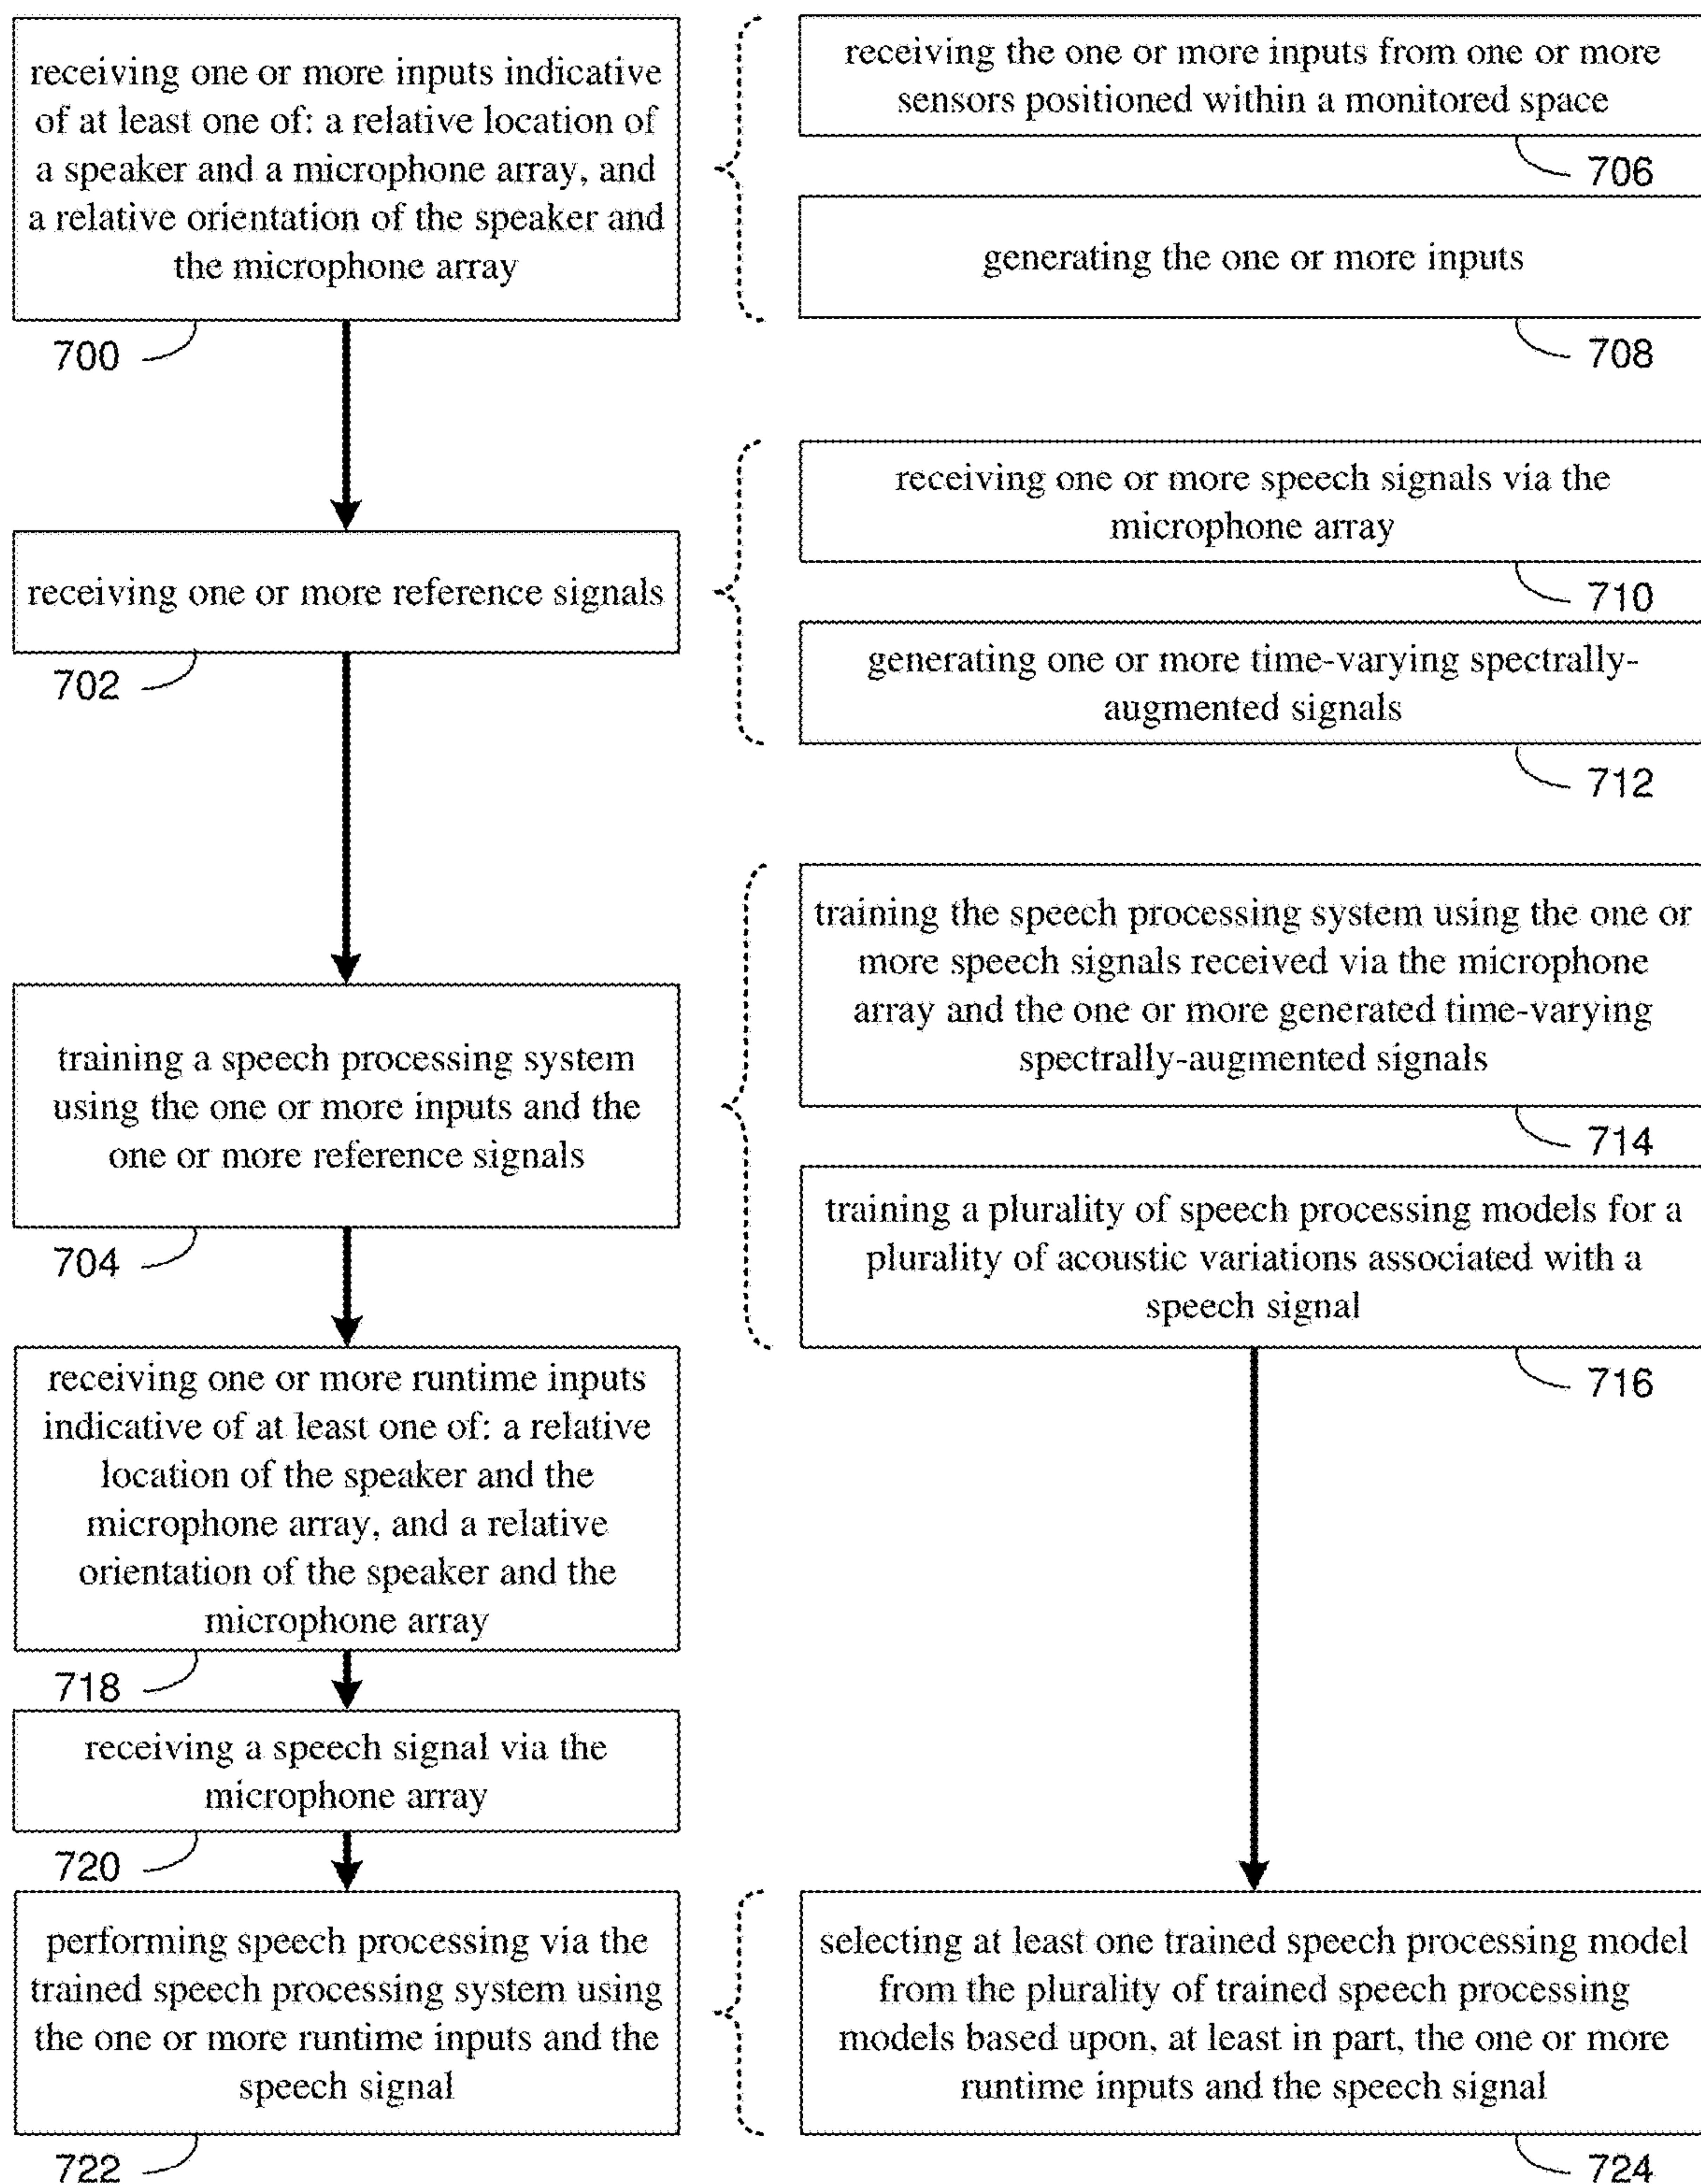 receiving one or more inputs indicative
of at least one of: a relative location of
a speaker and a microphone array, and
a relative orientation of the speaker and
the microphone array
700
receiving the one or more inputs from one or more
sensors positioned within a monitored space
706
generating the one or more inputs
708
receiving one or more reference signals
702
receiving one or more speech signals via the
microphone array
710
generating one or more time-varying spectrally-
augmented signals
712
training a speech processing system
using the one or more inputs and the
one or more reference signals
704
training the speech processing system using the one or
more speech signals received via the microphone
array and the one or more generated time-varying
spectrally-augmented signals
714
training a plurality of speech processing models for a
plurality of acoustic variations associated with a
speech signal
716
receiving one or more runtime inputs
indicative of at least one of: a relative
location of the speaker and the
microphone array, and a relative
orientation of the speaker and the
microphone array
718
receiving a speech signal via the
microphone array
720
performing speech processing via the
trained speech processing system using
the one or more runtime inputs and the
speech signal
722
selecting at least one trained speech processing model
from the plurality of trained speech processing
models based upon, at least in part, the one or more
runtime inputs and the speech signal
724